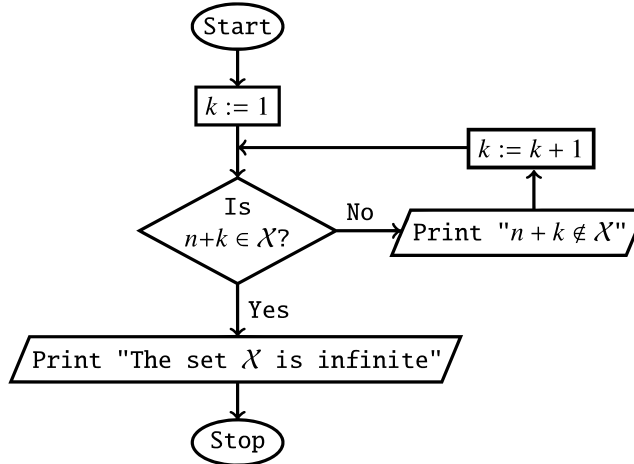 Start
k := 1
k := k + 1
Is
n+k ∈ 𝒳?
No
Print "n + k ∉ 𝒳"
Yes
Print "The set 𝒳 is infinite"
Stop